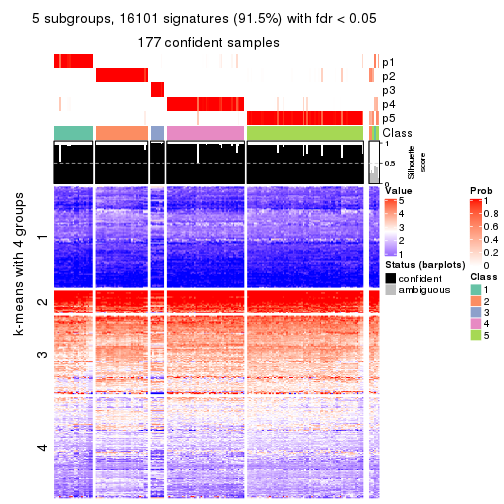 5 subgroups, 16101 signatures (91.5%) with fdr < 0.05
177 confident samples
p1
p2
p3
p4
p5
Class
1
0.5
0
Silhouette
score
k-means with 4 groups
1
2
3
4
Value
5
4
3
2
1
Status (barplots)
confident
ambiguous
Prob
1
0.8
0.6
0.4
0.2
0
Class
1
2
3
4
5